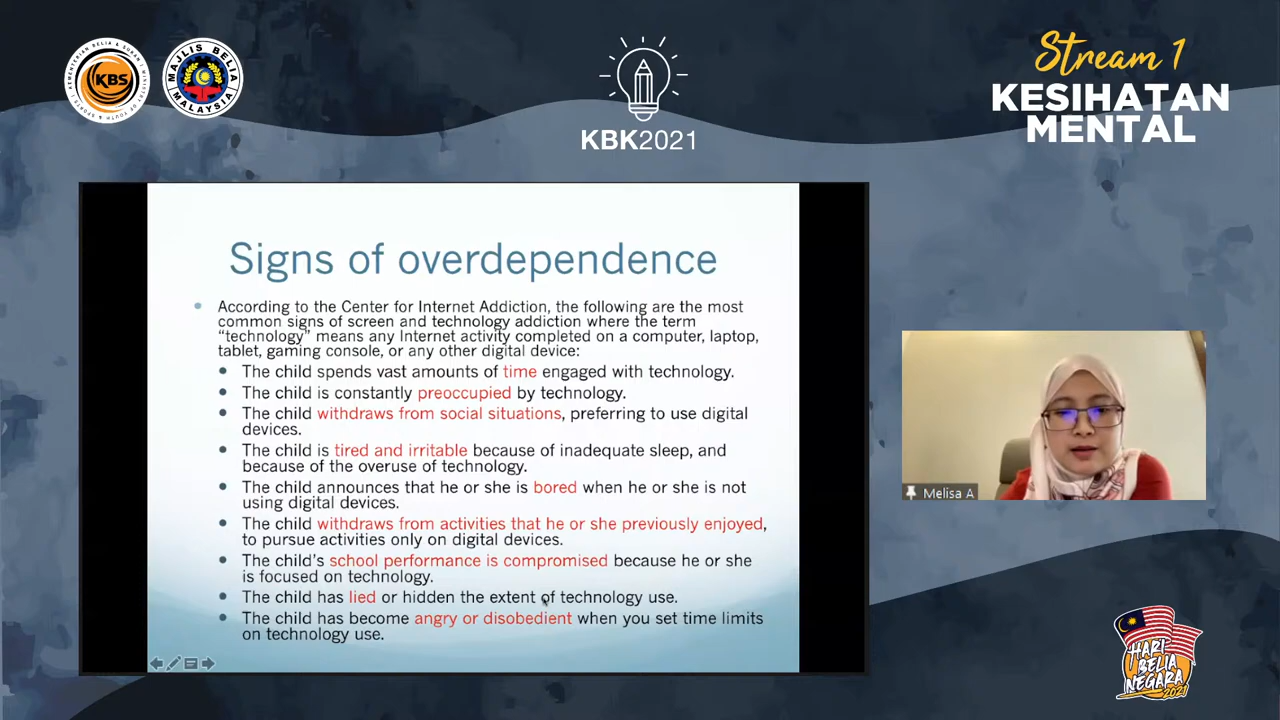 KEMENTERIAN BELIA & SUKAN | MINISTRY OF YOUTH & SPORTS
KBS
MAJLIS BELIA
MALAYSIA
KBK2021
Stream 1
KESIHATAN
MENTAL
Signs of overdependence
According to the Center for Internet Addiction, the following are the most
common signs of screen and technology addiction where the term
“technology” means any Internet activity completed on a computer, laptop,
tablet, gaming console, or any other digital device:
The child spends vast amounts of time engaged with technology.
The child is constantly preoccupied by technology.
The child withdraws from social situations, preferring to use digital
devices.
The child is tired and irritable because of inadequate sleep, and
because of the overuse of technology.
The child announces that he or she is bored when he or she is not
using digital devices.
The child withdraws from activities that he or she previously enjoyed,
to pursue activities only on digital devices.
The child’s school performance is compromised because he or she
is focused on technology.
The child has lied or hidden the extent of technology use.
The child has become angry or disobedient when you set time limits
on technology use.
Melisa A
HARI
BELIA
NEGARA
2021